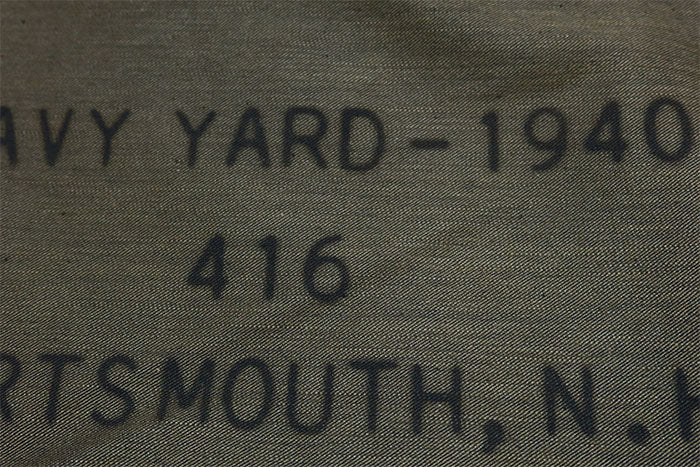 AVY YARD-1940
416
RTSMOUTH, N.H